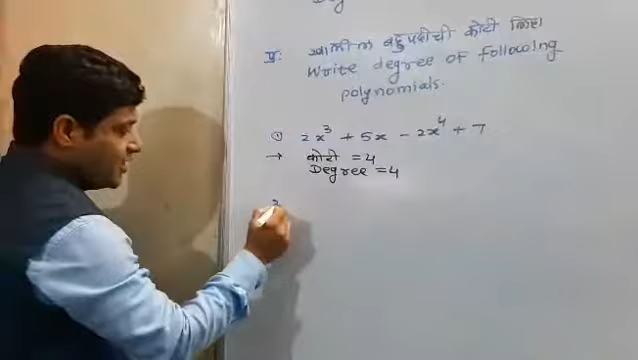 प्र: खालील बहुपदीची कोटी लिहा
Write degree of following
polynomials.
① 2x³ + 5x - 2x⁴ + 7
→ कोटी = 4
Degree = 4